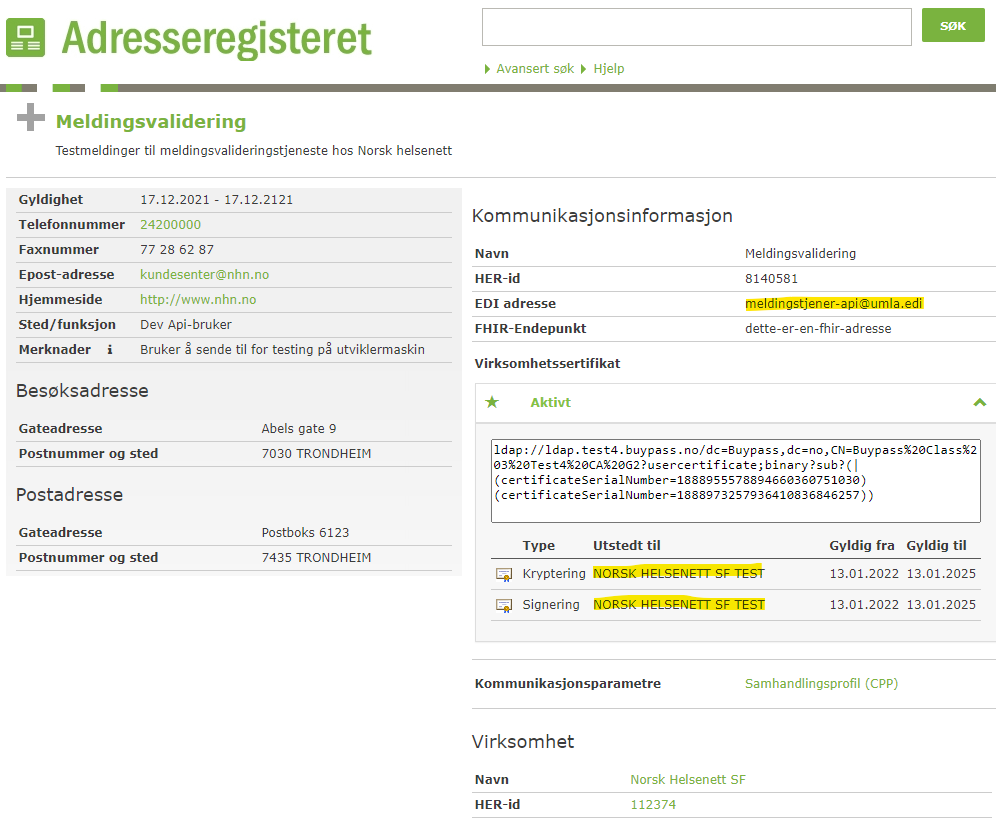 Adresseregisteret
SØK
Avansert søk Hjelp
Meldingsvalidering
Testmeldinger til meldingsvalideringstjeneste hos Norsk helsenett
Gyldighet 17.12.2021 - 17.12.2121
Telefonnummer 24200000
Faxnummer 77 28 62 87
Epost-adresse kundesenter@nhn.no
Hjemmeside http://www.nhn.no
Sted/funksjon Dev Api-bruker
Merknader i Bruker å sende til for testing på utviklermaskin
Besøksadresse
Gateadresse Abels gate 9
Postnummer og sted 7030 TRONDHEIM
Postadresse
Gateadresse Postboks 6123
Postnummer og sted 7435 TRONDHEIM
Kommunikasjonsinformasjon
Navn Meldingsvalidering
HER-id 8140581
EDI adresse meldingstjener-api@umla.edi
FHIR-Endepunkt dette-er-en-fhir-adresse
Virksomhetssertifikat
Aktivt
ldap://ldap.test4.buypass.no/dc=Buypass,dc=no,CN=Buypass%20Class%2
03%20Test4%20CA%20G2?usercertificate;binary?sub?(|
(certificateSerialNumber=1888955578894660360751030)
(certificateSerialNumber=1888973257936410836846257))
Type Utstedt til Gyldig fra Gyldig til
Kryptering NORSK HELSENETT SF TEST 13.01.2022 13.01.2025
Signering NORSK HELSENETT SF TEST 13.01.2022 13.01.2025
Kommunikasjonsparametre Samhandlingsprofil (CPP)
Virksomhet
Navn Norsk Helsenett SF
HER-id 112374